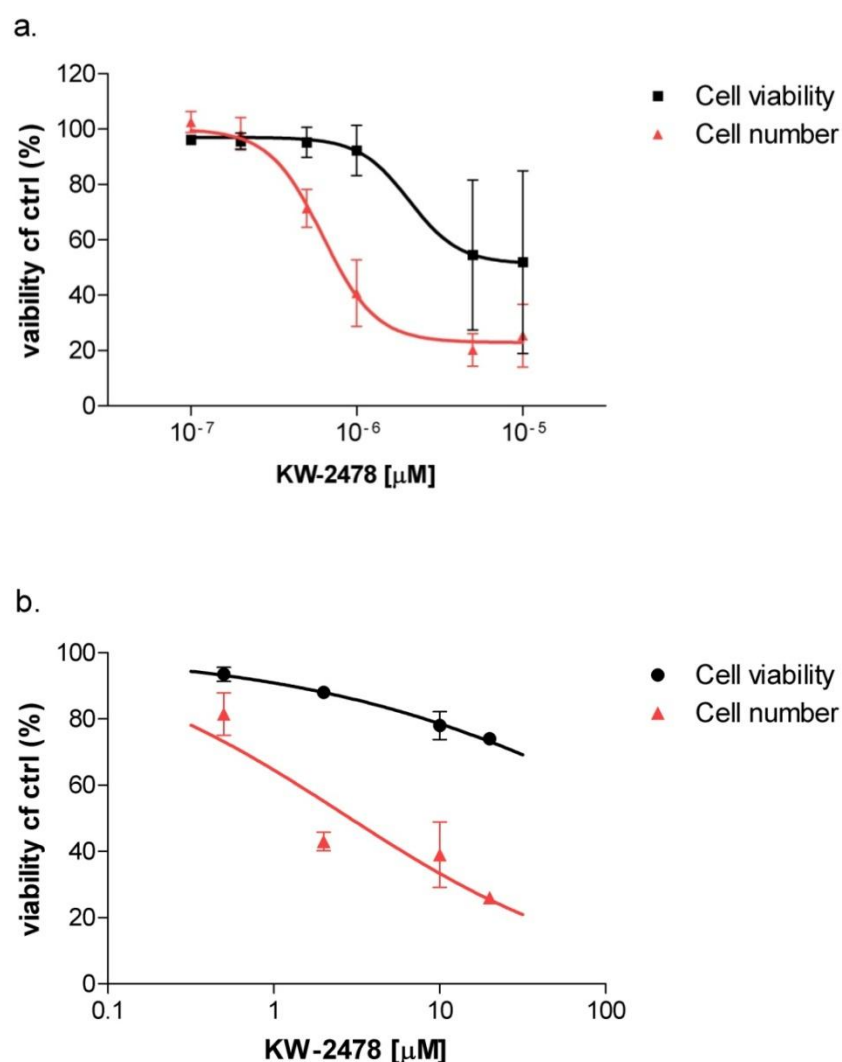 a.
120
100
80
60
40
20
0
vaibility cf ctrl (%)
10-7
10-6
10-5
KW-2478 [µM]
Cell viability
Cell number
b.
100
80
60
40
20
0
viability cf ctrl (%)
0.1
1
10
100
KW-2478 [µM]
Cell viability
Cell number